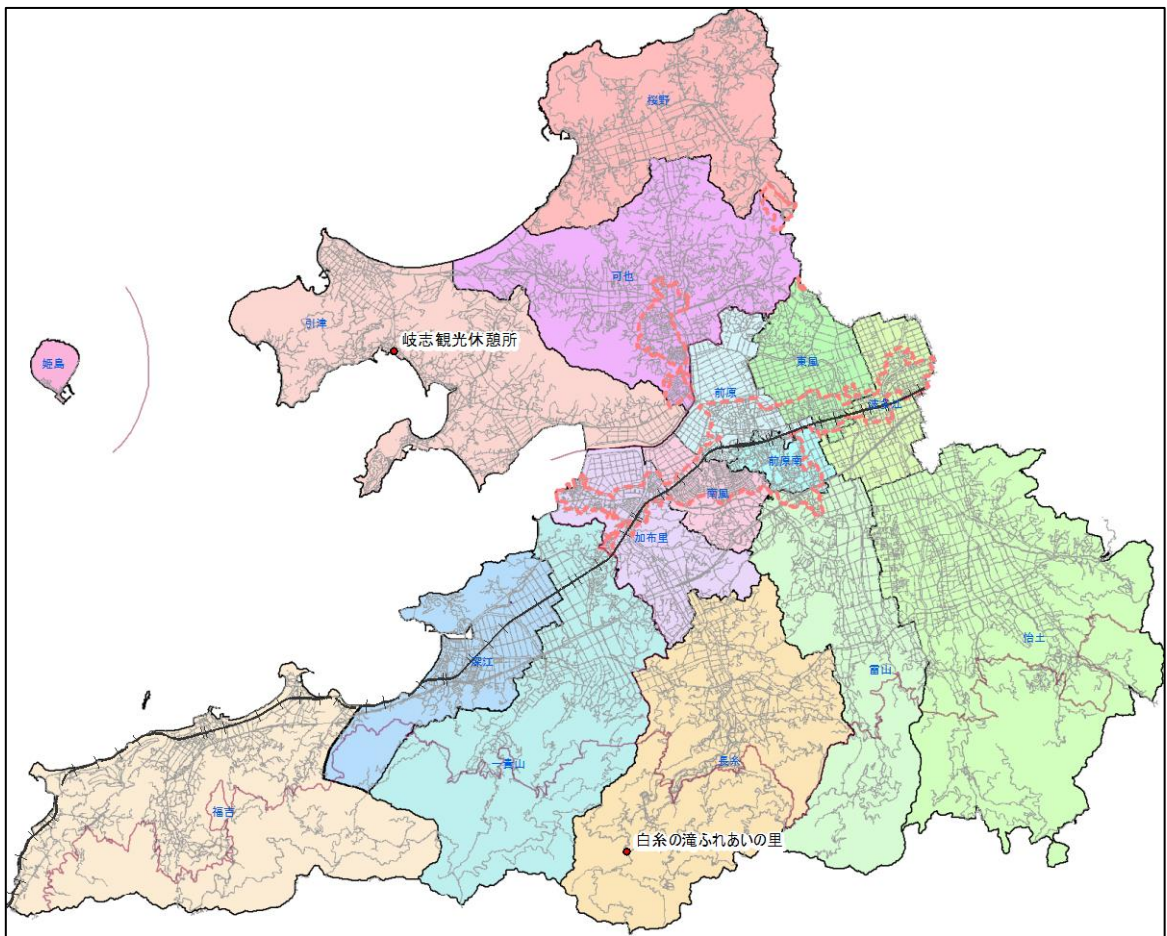 桜野
可也
引津
岐志観光休憩所
姫島
東風
前原
波多江
前原南
南風
加布里
深江
怡土
雷山
一貴山
長糸
福吉
白糸の滝ふれあいの里